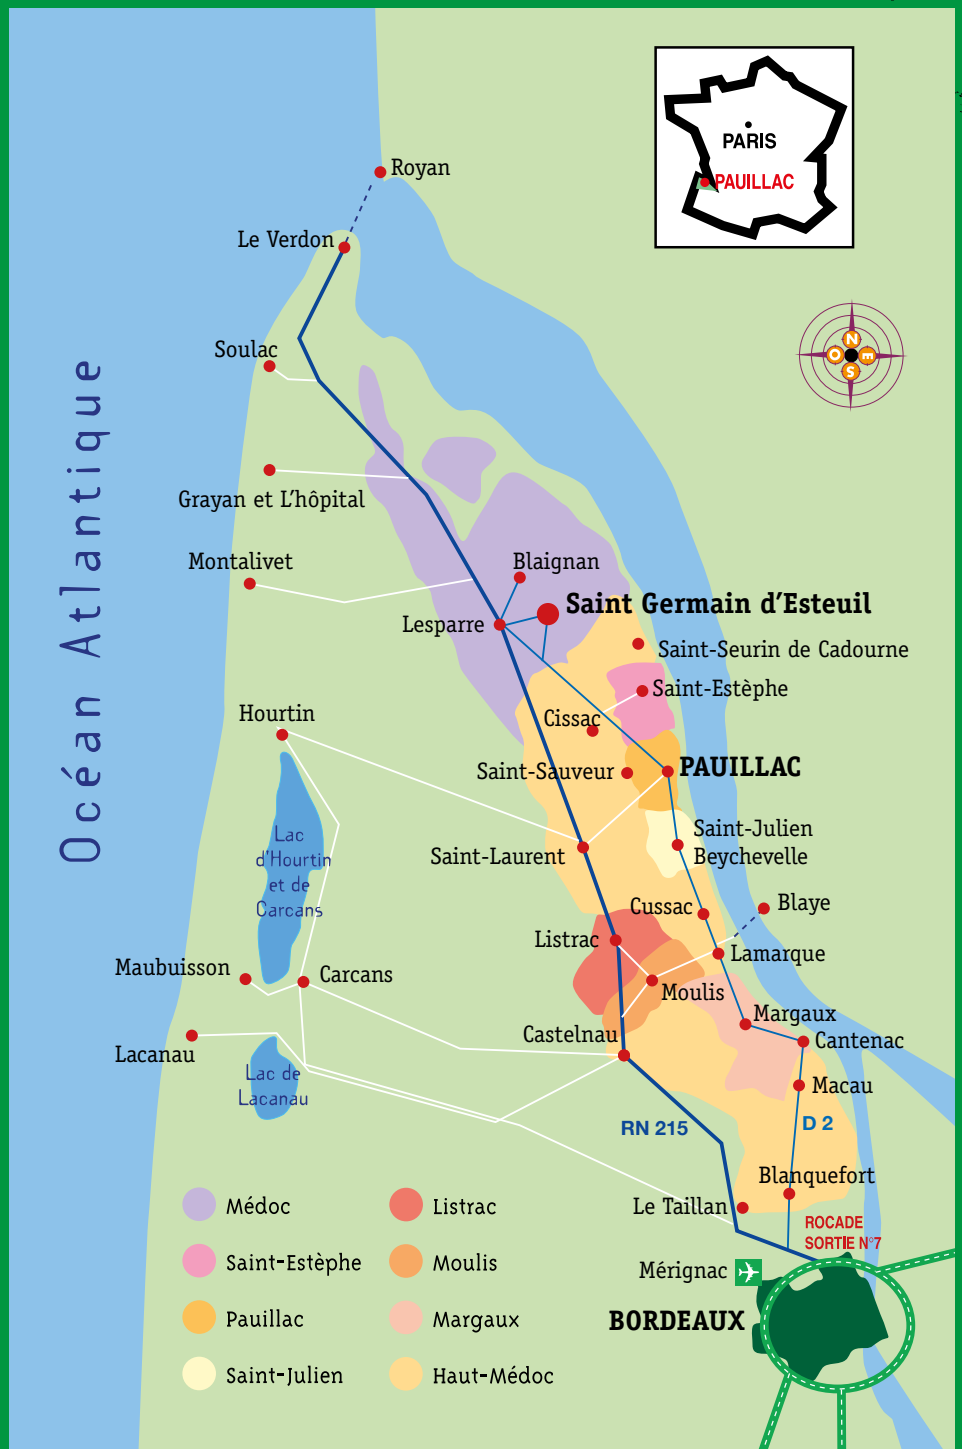 PARIS
PAUILLAC
Royan
Le Verdon
N
O
E
S
Soulac
Océan Atlantique
Grayan et L'hôpital
Montalivet
Blaignan
Saint Germain d'Esteuil
Lesparre
Saint-Seurin de Cadourne
Saint-Estèphe
Hourtin
Cissac
Saint-Sauveur
PAUILLAC
Lac
d'Hourtin
et de
Carcans
Saint-Laurent
Saint-Julien
Beychevelle
Cussac
Blaye
Listrac
Lamarque
Maubuisson
Carcans
Moulis
Margaux
Castelnau
Cantenac
Lacanau
Lac de
Lacanau
Macau
RN 215
D 2
Blanquefort
Le Taillan
ROCADE
SORTIE N°7
Mérignac
BORDEAUX
Médoc
Saint-Estèphe
Pauillac
Saint-Julien
Listrac
Moulis
Margaux
Haut-Médoc